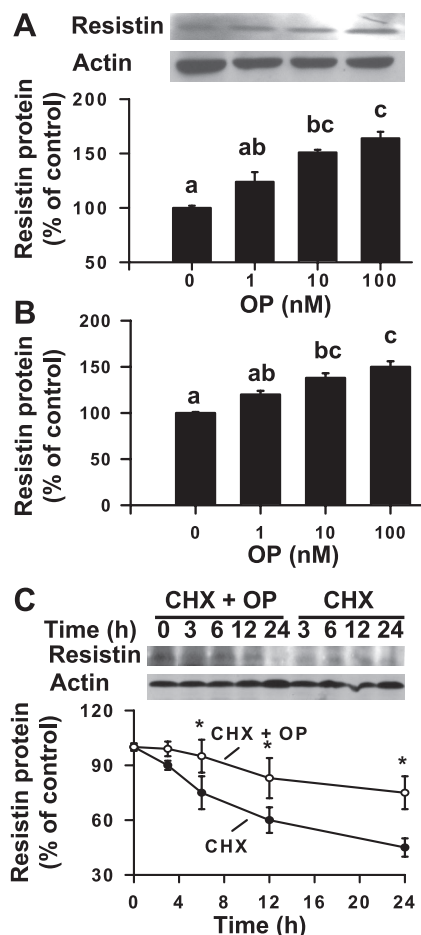 A
Resistin
Actin
Resistin protein
(% of control)
200
150
100
50
a
ab
bc
c
0 1 10 100
OP (nM)
B
Resistin protein
(% of control)
200
150
100
50
0
a
ab
bc
c
0 1 10 100
OP (nM)
C
CHX + OP CHX
Time (h) 0 3 6 12 24 3 6 12 24
Resistin
Actin
Resistin protein
(% of control)
120
90
60
30
* CHX + OP
*
*
CHX
0 4 8 12 16 20 24
Time (h)